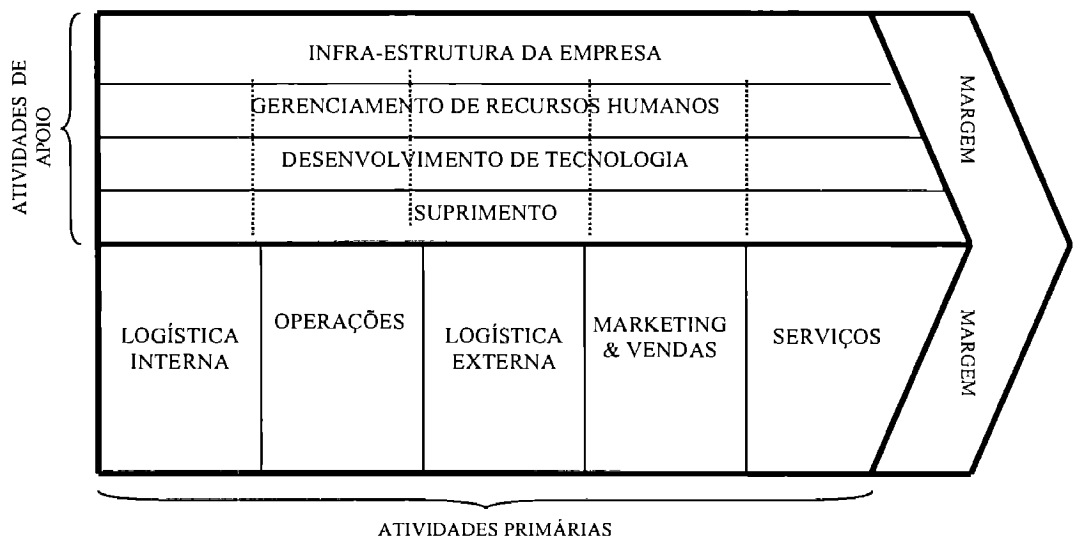 INFRA-ESTRUTURA DA EMPRESA
GERENCIAMENTO DE RECURSOS HUMANOS
DESENVOLVIMENTO DE TECNOLOGIA
SUPRIMENTO
ATIVIDADES DE
APOIO
MARGEM
LOGÍSTICA
INTERNA
OPERAÇÕES
LOGÍSTICA
EXTERNA
MARKETING
& VENDAS
SERVIÇOS
MARGEM
ATIVIDADES PRIMÁRIAS